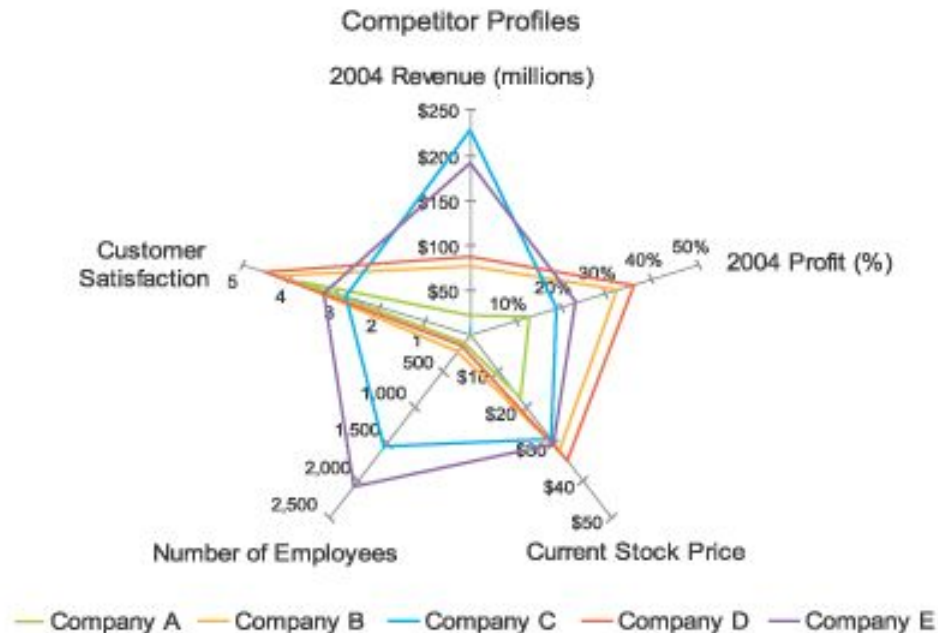 Competitor Profiles
2004 Revenue (millions)
$250
$200
$150
$100
$50
2004 Profit (%)
10%
20%
30%
40%
50%
Current Stock Price
$10
$20
$30
$40
$50
Number of Employees
500
1,000
1,500
2,000
2,500
Customer
Satisfaction
1
2
3
4
5
Company A
Company B
Company C
Company D
Company E